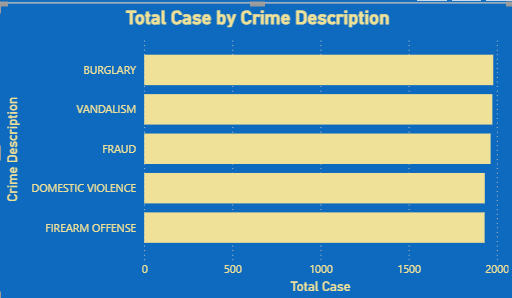 Total Case by Crime Description
Crime Description
BURGLARY
VANDALISM
FRAUD
DOMESTIC VIOLENCE
FIREARM OFFENSE
0 500 1000 1500 2000
Total Case